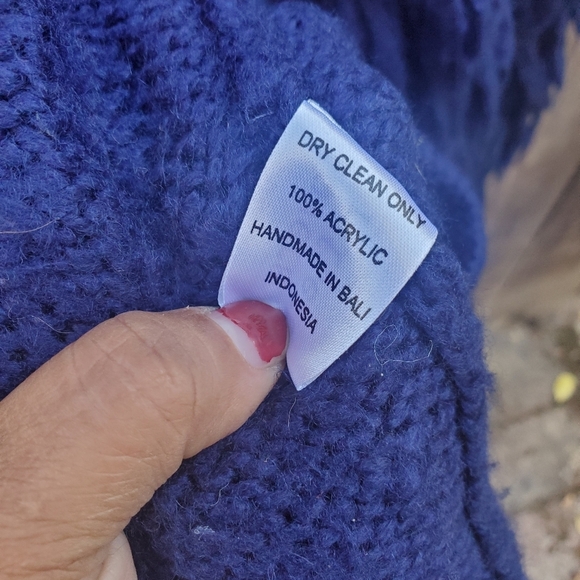 DRY CLEAN ONLY
100% ACRYLIC
HANDMADE IN BALI
INDONESIA